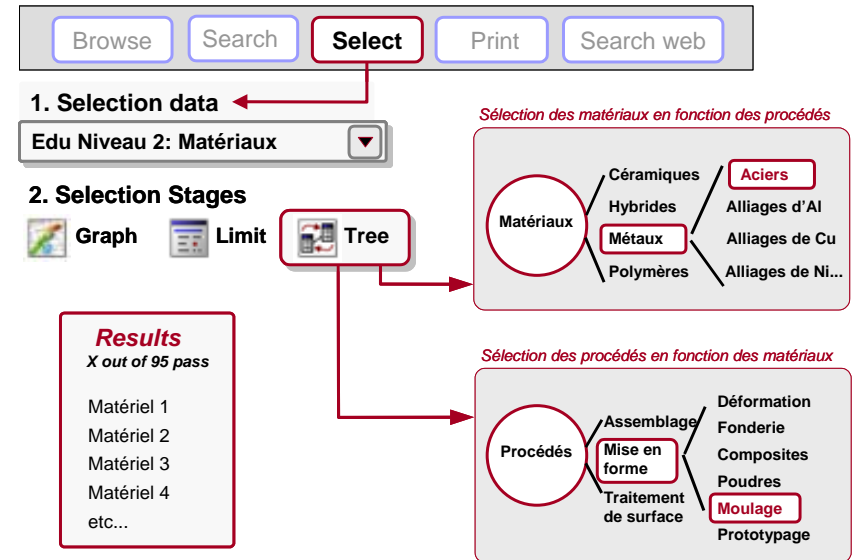 Browse
Search
Select
Print
Search web
1. Selection data
Edu Niveau 2: Matériaux
2. Selection Stages
Graph
Limit
Tree
Results
X out of 95 pass
Matériel 1
Matériel 2
Matériel 3
Matériel 4
etc...
Sélection des matériaux en fonction des procédés
Matériaux
Céramiques
Hybrides
Métaux
Polymères
Aciers
Alliages d'Al
Alliages de Cu
Alliages de Ni...
Sélection des procédés en fonction des matériaux
Procédés
Assemblage
Mise en
forme
Traitement
de surface
Déformation
Fonderie
Composites
Poudres
Moulage
Prototypage